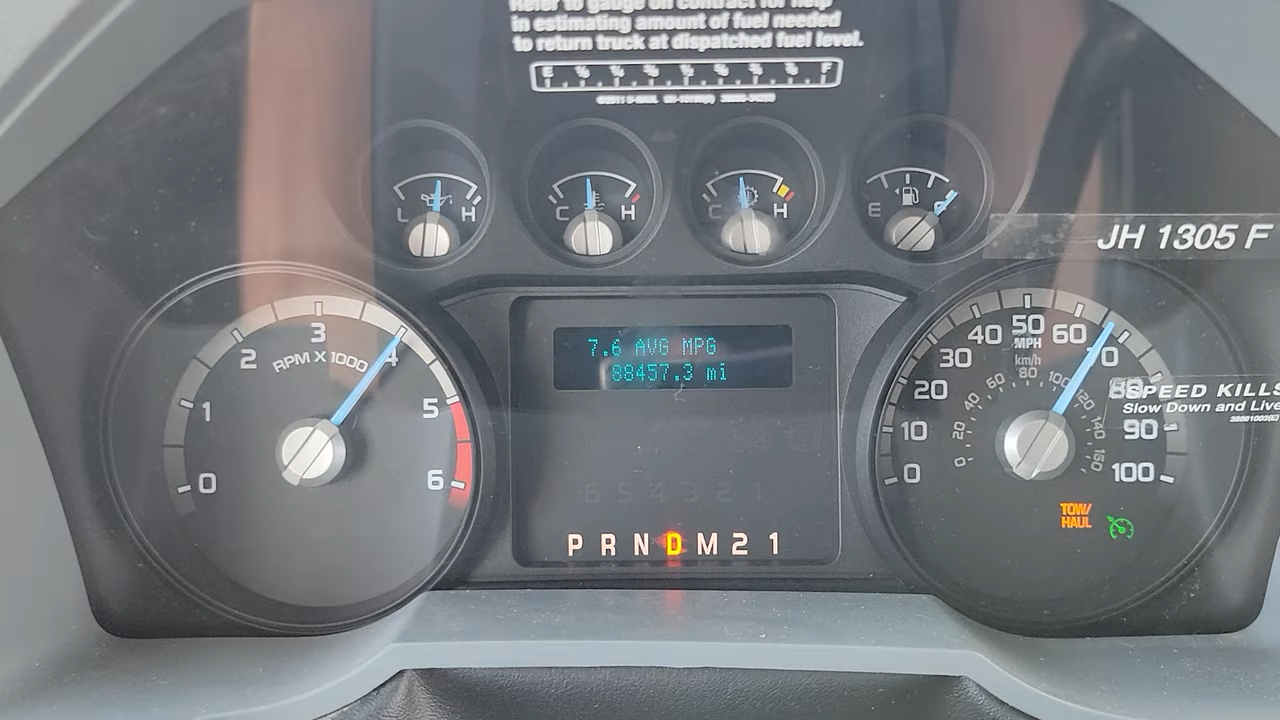 Refer to gauge on contract for help
in estimating amount of fuel needed
to return truck at dispatched fuel level.
E F
L H
C H
C H
E
JH 1305 F
7.6 AVG MPG
88457.3 mi
0 1 2 3 4 5 6
RPM X 1000
0 10 20 30 40 50 60 70 80 90 100
MPH
km/h
0 20 40 60 80 100 120 140 150
SPEED KILLS
Slow Down and Live
6 5 4 3 2 1
P R N D M 2 1
TOW/
HAUL